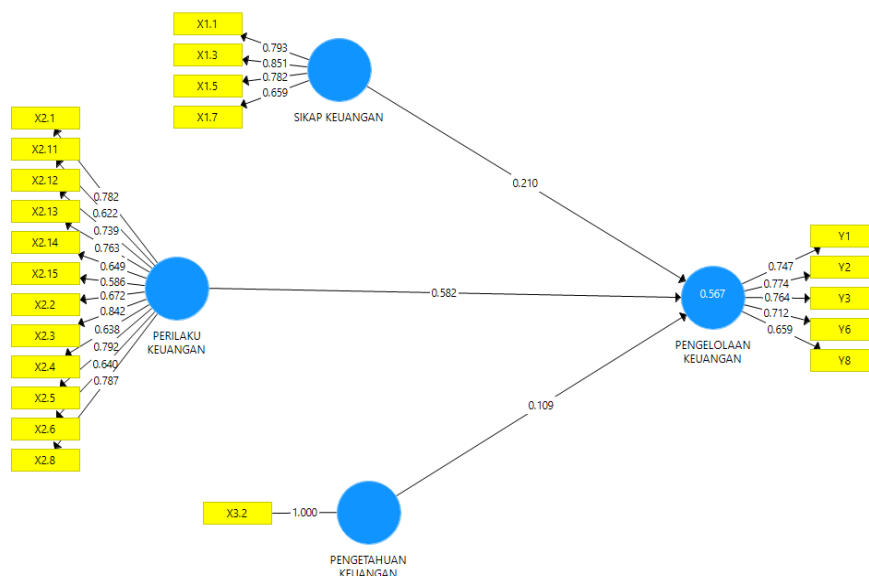 X1.1
X1.3
X1.5
X1.7
0.793
0.851
0.782
0.659
SIKAP KEUANGAN
X2.1
X2.11
X2.12
X2.13
X2.14
X2.15
X2.2
X2.3
X2.4
X2.5
X2.6
X2.8
0.782
0.622
0.739
0.763
0.649
0.586
0.672
0.842
0.638
0.792
0.640
0.787
PERILAKU
KEUANGAN
0.210
0.582
0.109
X3.2
1.000
PENGETAHUAN
KEUANGAN
0.567
PENGELOLAAN
KEUANGAN
0.747
0.774
0.764
0.712
0.659
Y1
Y2
Y3
Y6
Y8